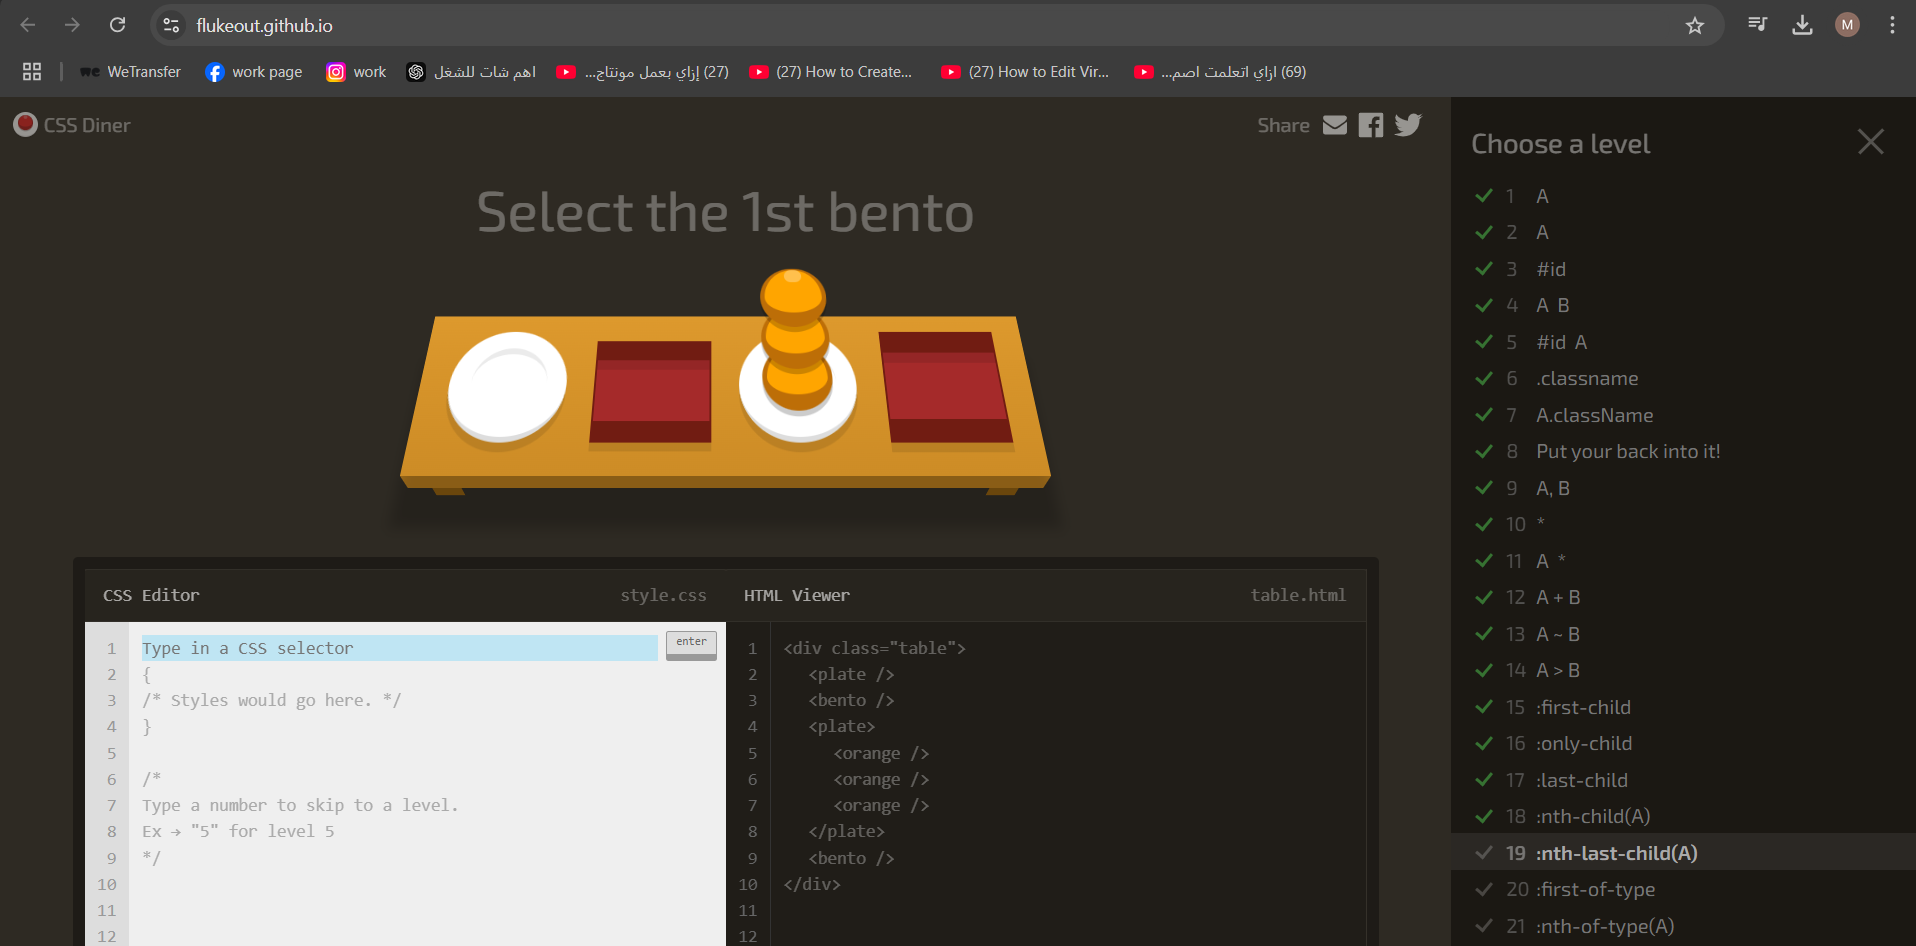 flukeout.github.io
M
WeTransfer
work page
work
اهم شات للشغل
(27) إزاي بعمل مونتاج...
(27) How to Create...
(27) How to Edit Vir...
(69) ازاي اتعلمت اصم...
CSS Diner
Share
Select the 1st bento
CSS Editor
style.css
HTML Viewer
table.html
1 Type in a CSS selector
enter
2 {
3 /* Styles would go here. */
4 }
5
6 /*
7 Type a number to skip to a level.
8 Ex → "5" for level 5
9 */
10
11
12
1 <div class="table">
2 <plate />
3 <bento />
4 <plate>
5 <orange />
6 <orange />
7 <orange />
8 </plate>
9 <bento />
10 </div>
11
12
Choose a level
1 A
2 A
3 #id
4 A B
5 #id A
6 .classname
7 A.className
8 Put your back into it!
9 A, B
10 *
11 A *
12 A + B
13 A ~ B
14 A > B
15 :first-child
16 :only-child
17 :last-child
18 :nth-child(A)
19 :nth-last-child(A)
20 :first-of-type
21 :nth-of-type(A)